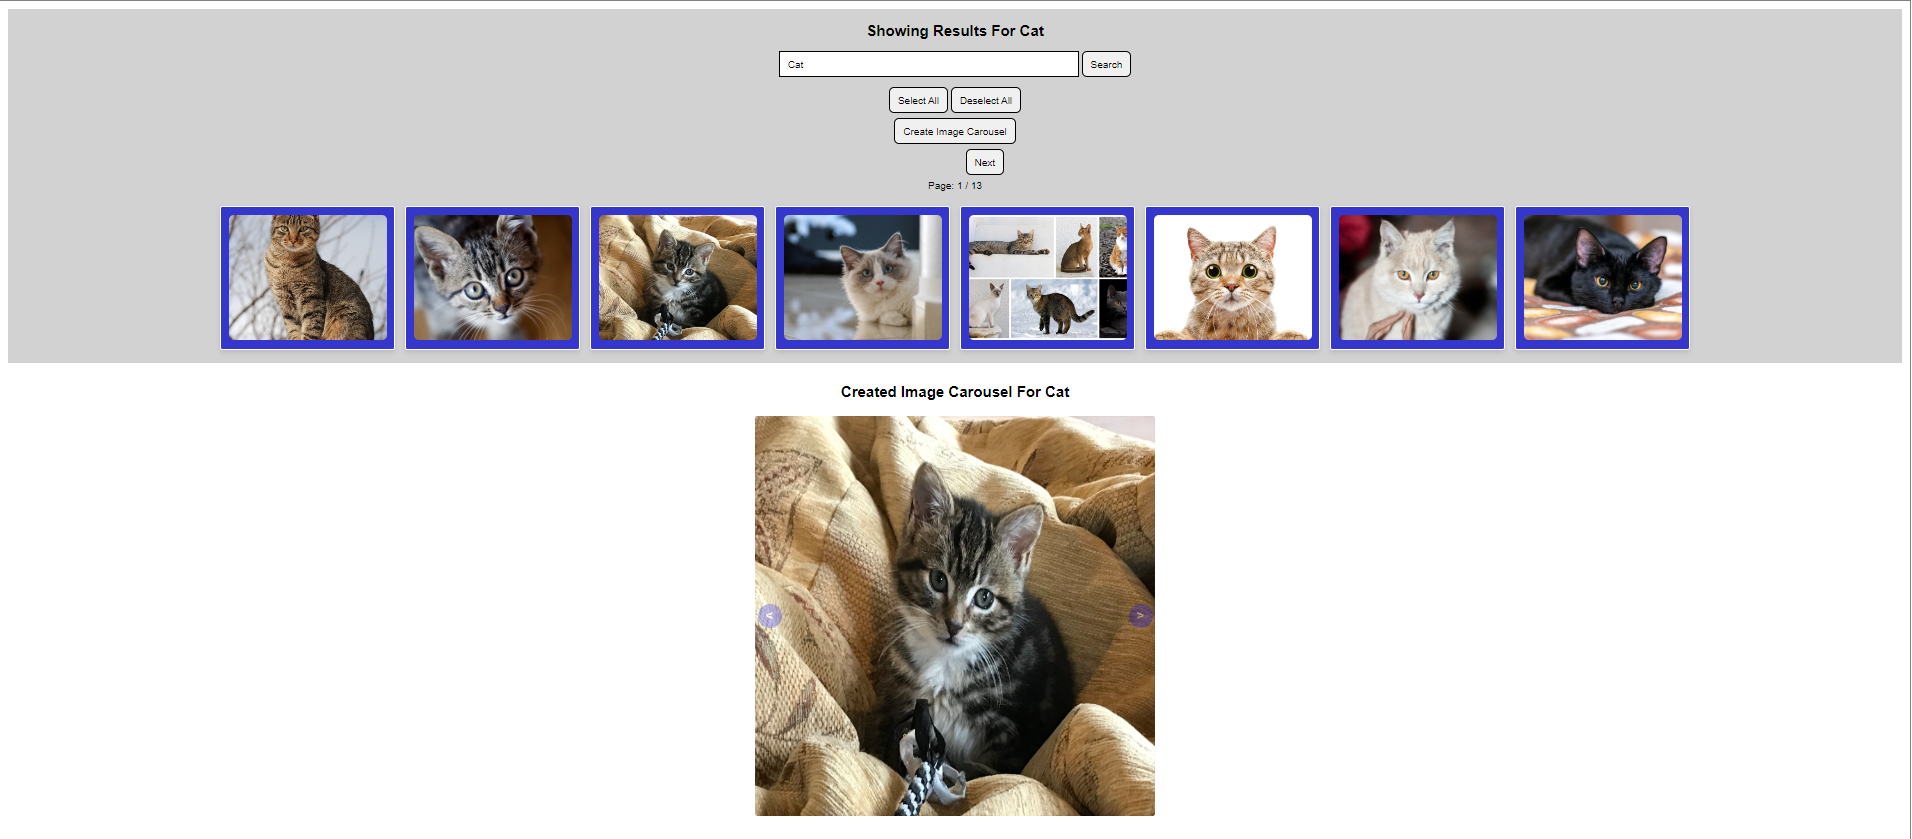 Showing Results For Cat
Cat Search
Select All Deselect All
Create Image Carousel
Next
Page: 1 / 13
Created Image Carousel For Cat
< >